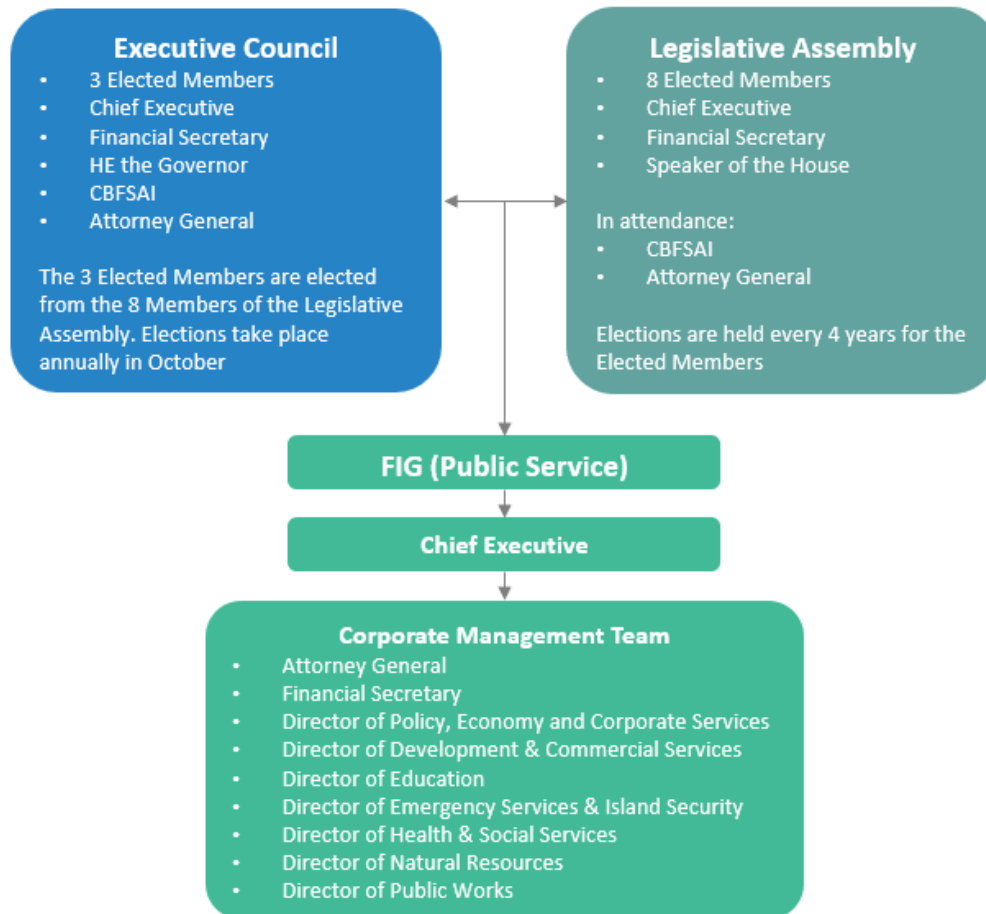 Executive Council
• 3 Elected Members
• Chief Executive
• Financial Secretary
• HE the Governor
• CBFSAI
• Attorney General
The 3 Elected Members are elected
from the 8 Members of the Legislative
Assembly. Elections take place
annually in October
Legislative Assembly
• 8 Elected Members
• Chief Executive
• Financial Secretary
• Speaker of the House
In attendance:
• CBFSAI
• Attorney General
Elections are held every 4 years for the
Elected Members
FIG (Public Service)
Chief Executive
Corporate Management Team
• Attorney General
• Financial Secretary
• Director of Policy, Economy and Corporate Services
• Director of Development & Commercial Services
• Director of Education
• Director of Emergency Services & Island Security
• Director of Health & Social Services
• Director of Natural Resources
• Director of Public Works